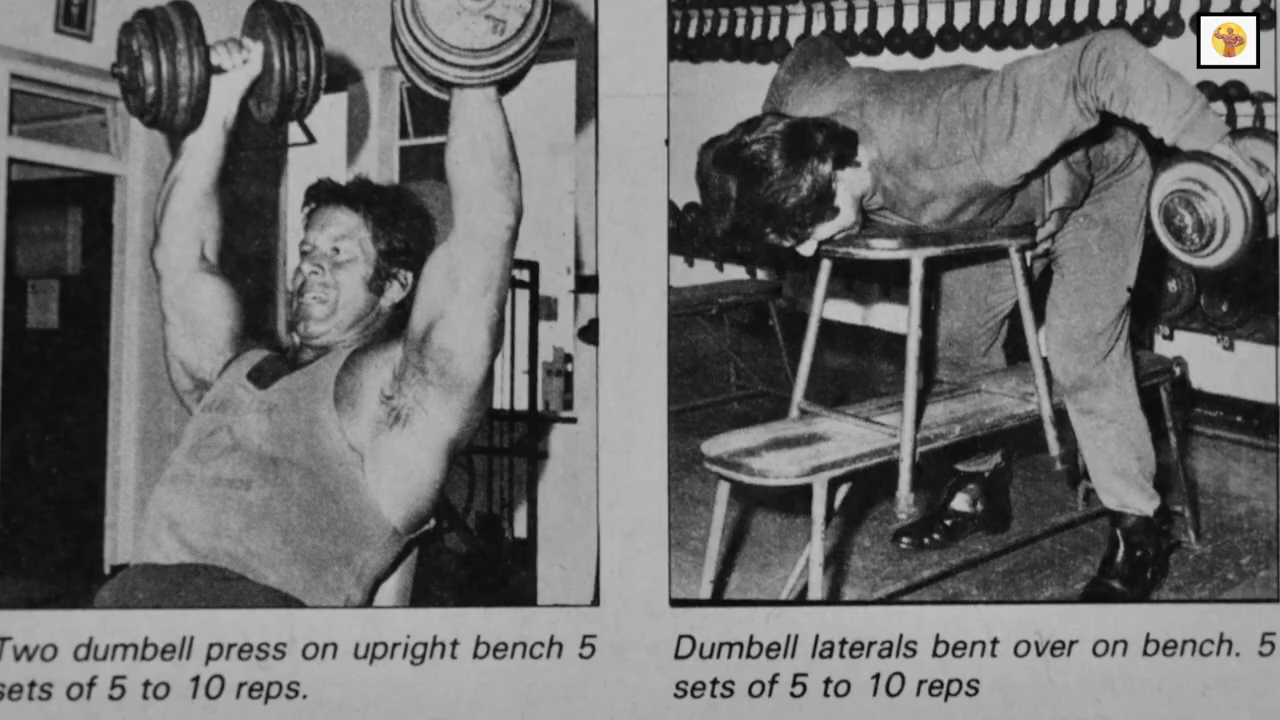 Two dumbell press on upright bench 5
sets of 5 to 10 reps.
Dumbell laterals bent over on bench. 5
sets of 5 to 10 reps